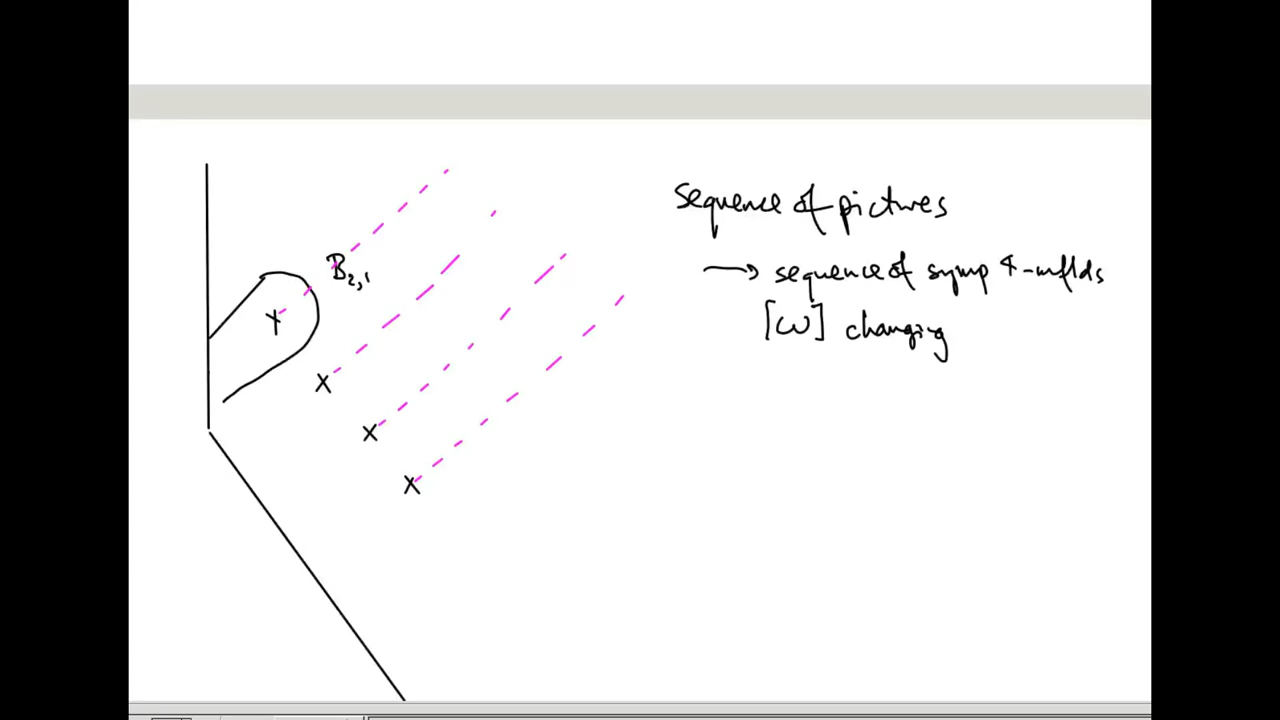 B₂,₁
X
X
X
X
sequence of pictures
→ sequence of symp 4-mflds
[ω] changing